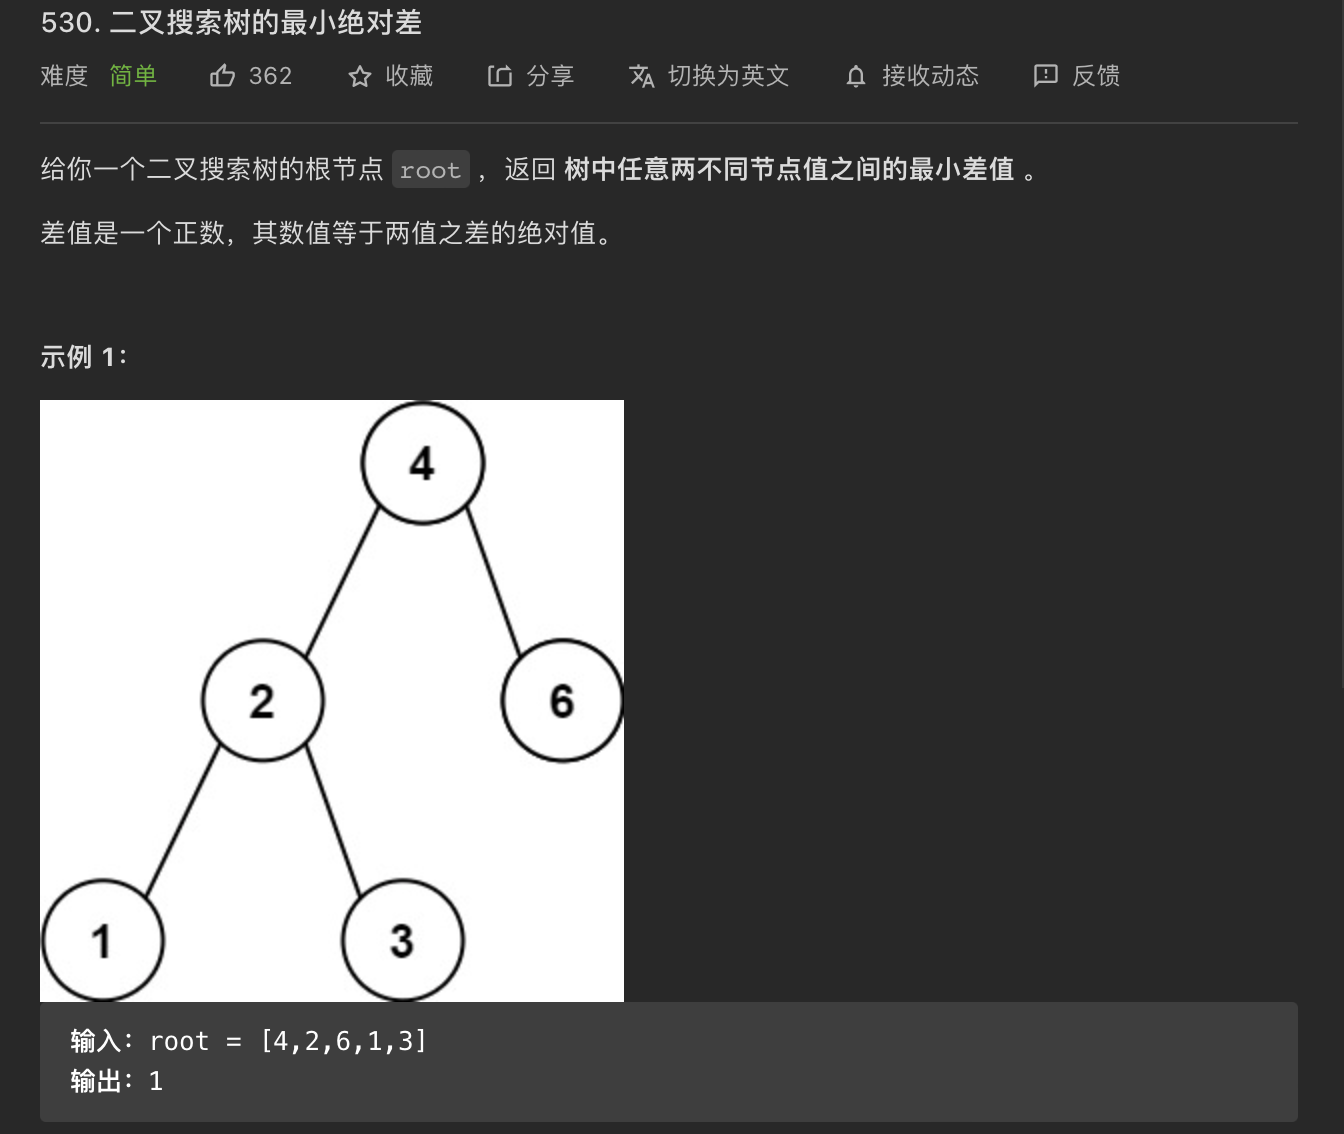 530. 二叉搜索树的最小绝对差
难度 简单 362 收藏 分享 切换为英文 接收动态 反馈
给你一个二叉搜索树的根节点 root ，返回 树中任意两不同节点值之间的最小差值 。
差值是一个正数，其数值等于两值之差的绝对值。
示例 1：
4
2 6
1 3
输入：root = [4,2,6,1,3]
输出：1